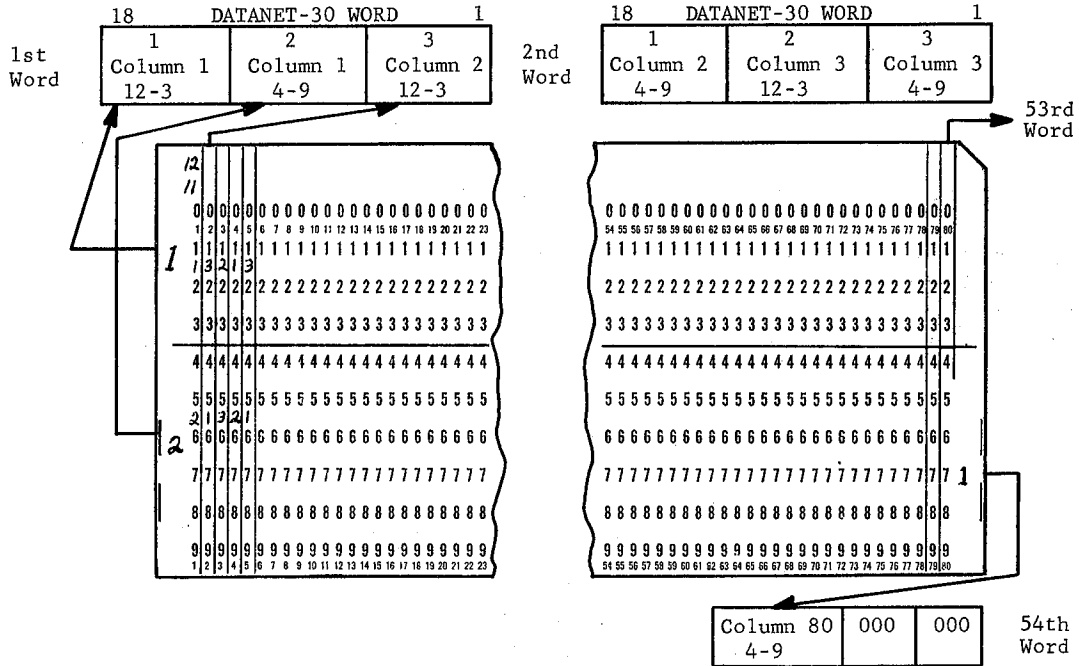 18 DATANET-30 WORD 1
1 2 3
1st Word
Column 1 Column 1 Column 2
12-3 4-9 12-3
18 DATANET-30 WORD 1
1 2 3
2nd Word
Column 2 Column 3 Column 3
4-9 12-3 4-9
53rd Word
12
11
0 0 0 0 0 0 0 0 0 0 0 0 0 0 0 0 0 0 0 0 0 0 0
1 2 3 4 5 6 7 8 9 10 11 12 13 14 15 16 17 18 19 20 21 22 23
1
1 1 1 1 1 1 1 1 1 1 1 1 1 1 1 1 1 1 1 1 1 1 1
1 3 2 1 3
2 2 2 2 2 2 2 2 2 2 2 2 2 2 2 2 2 2 2 2 2 2 2
3 3 3 3 3 3 3 3 3 3 3 3 3 3 3 3 3 3 3 3 3 3 3
4 4 4 4 4 4 4 4 4 4 4 4 4 4 4 4 4 4 4 4 4 4 4
5 5 5 5 5 5 5 5 5 5 5 5 5 5 5 5 5 5 5 5 5 5 5
2 1 3 2 1
2
6 6 6 6 6 6 6 6 6 6 6 6 6 6 6 6 6 6 6 6 6 6 6
7 7 7 7 7 7 7 7 7 7 7 7 7 7 7 7 7 7 7 7 7 7 7
8 8 8 8 8 8 8 8 8 8 8 8 8 8 8 8 8 8 8 8 8 8 8
9 9 9 9 9 9 9 9 9 9 9 9 9 9 9 9 9 9 9 9 9 9 9
1 2 3 4 5 6 7 8 9 10 11 12 13 14 15 16 17 18 19 20 21 22 23
0 0 0 0 0 0 0 0 0 0 0 0 0 0 0 0 0 0 0 0 0 0 0 0 0 0 0
54 55 56 57 58 59 60 61 62 63 64 65 66 67 68 69 70 71 72 73 74 75 76 77 78 79 80
1 1 1 1 1 1 1 1 1 1 1 1 1 1 1 1 1 1 1 1 1 1 1 1 1 1 1
2 2 2 2 2 2 2 2 2 2 2 2 2 2 2 2 2 2 2 2 2 2 2 2 2 2 2
3 3 3 3 3 3 3 3 3 3 3 3 3 3 3 3 3 3 3 3 3 3 3 3 3 3 3
4 4 4 4 4 4 4 4 4 4 4 4 4 4 4 4 4 4 4 4 4 4 4 4 4 4 4
5 5 5 5 5 5 5 5 5 5 5 5 5 5 5 5 5 5 5 5 5 5 5 5 5 5 5
6 6 6 6 6 6 6 6 6 6 6 6 6 6 6 6 6 6 6 6 6 6 6 6 6 6 6
7 7 7 7 7 7 7 7 7 7 7 7 7 7 7 7 7 7 7 7 7 7 7 7 7 7 7
1
8 8 8 8 8 8 8 8 8 8 8 8 8 8 8 8 8 8 8 8 8 8 8 8 8 8 8
9 9 9 9 9 9 9 9 9 9 9 9 9 9 9 9 9 9 9 9 9 9 9 9 9 9 9
54 55 56 57 58 59 60 61 62 63 64 65 66 67 68 69 70 71 72 73 74 75 76 77 78 79 80
Column 80 000 000
4-9
54th Word